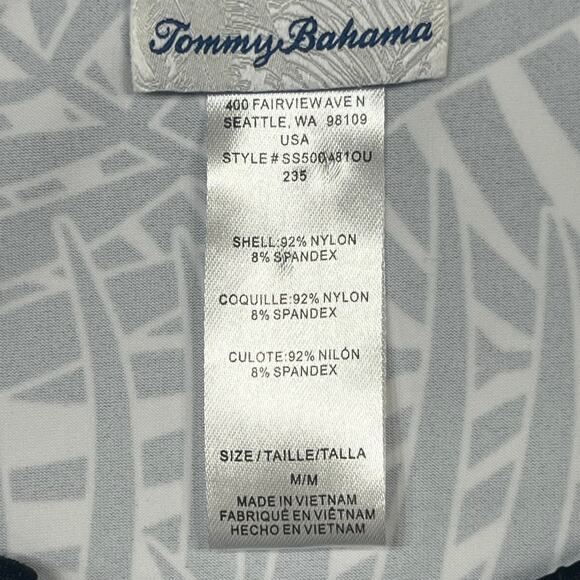 Tommy Bahama
400 FAIRVIEW AVE N
SEATTLE, WA 98109
USA
STYLE # SS500481OU
235
SHELL:92% NYLON
8% SPANDEX
COQUILLE:92% NYLON
8% SPANDEX
CULOTE:92% NILÓN
8% SPANDEX
SIZE/TAILLE/TALLA
M/M
MADE IN VIETNAM
FABRIQUÉ EN VIÊTNAM
HECHO EN VIETNAM